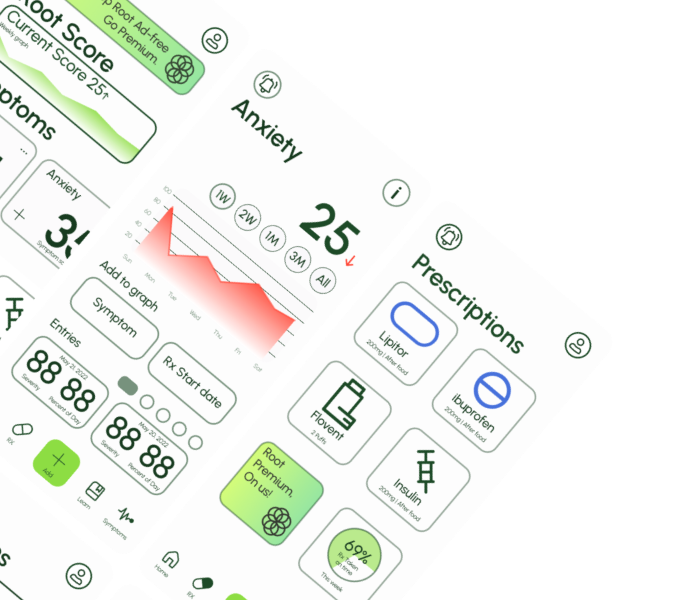 p Root Ad-free
Go Premium.
Root Score
Current Score 25↑
Weekly graph
ptoms
...
Anxiety
+
Anxiety
i
25
1W
2W
1M
3M
All
100
80
60
40
20
Sun
Mon
Tue
Wed
Thu
Fri
Sat
Add to graph
Symptom
Rx Start date
Entries
May 21, 2022
88 88
Severity
Percent of Day
May 20, 2022
88 88
Severity
Percent of Day
RX
Add
Learn
Symptoms
Prescriptions
Lipitor
200mg | After food
ibuprofen
200mg | After food
Flovent
2 Puffs
Insulin
200mg | After food
Root
Premium.
On us!
69%
Rx Taken
on time
This week
Home
RX